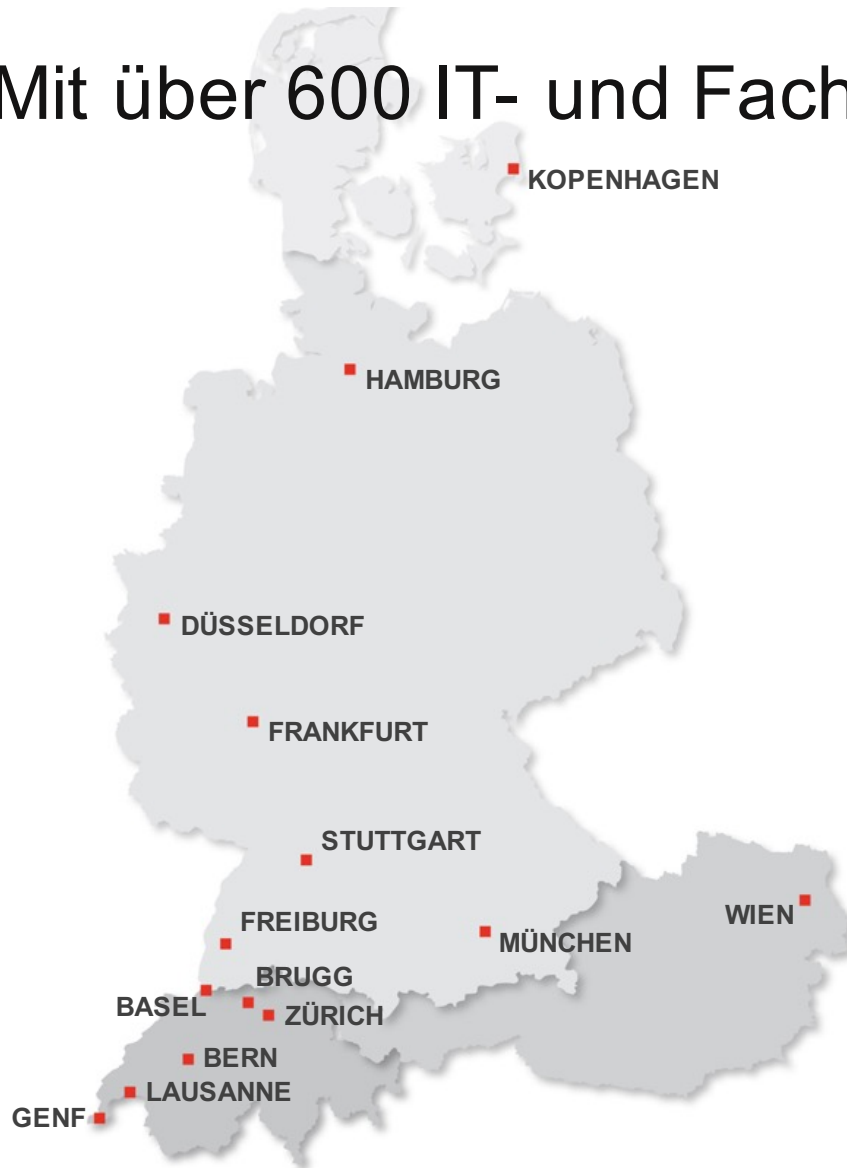 Mit über 600 IT- und Fach
KOPENHAGEN
HAMBURG
DÜSSELDORF
FRANKFURT
STUTTGART
WIEN
FREIBURG
MÜNCHEN
BRUGG
BASEL
ZÜRICH
BERN
LAUSANNE
GENF